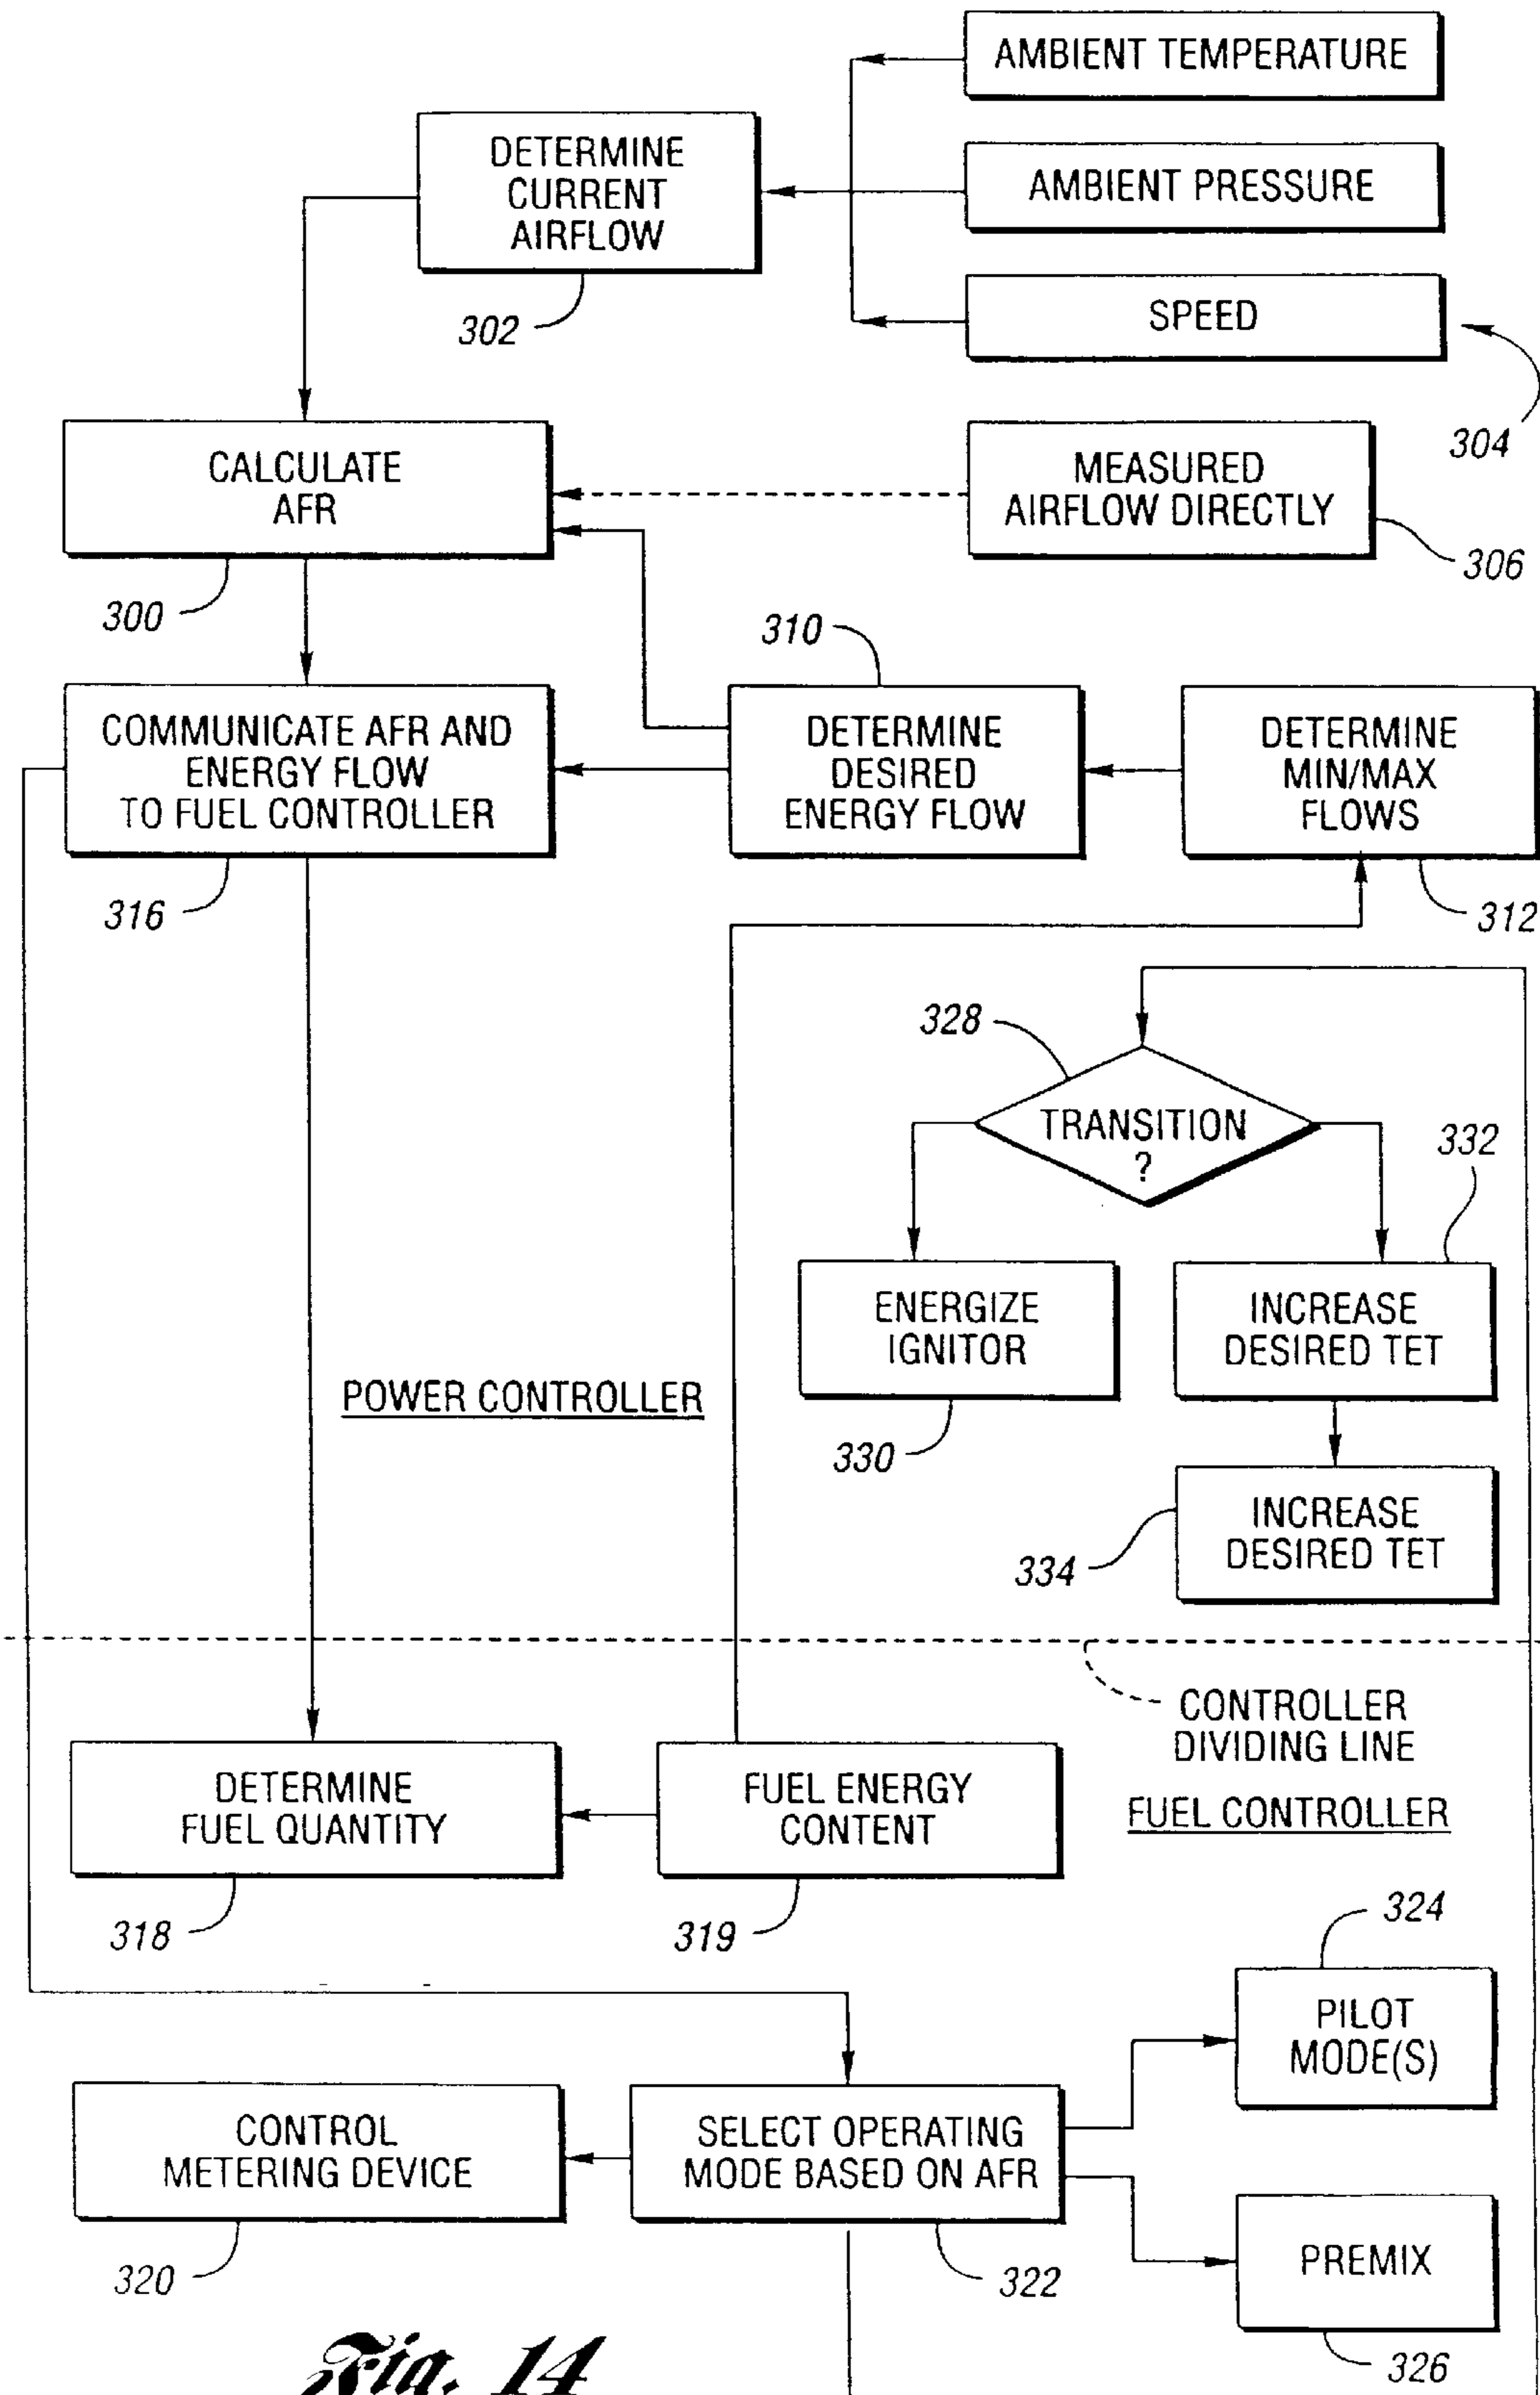 AMBIENT TEMPERATURE
DETERMINE
CURRENT
AIRFLOW
AMBIENT PRESSURE
302
SPEED
304
CALCULATE
AFR
MEASURED
AIRFLOW DIRECTLY
300
306
310
COMMUNICATE AFR AND
ENERGY FLOW
TO FUEL CONTROLLER
DETERMINE
DESIRED
ENERGY FLOW
DETERMINE
MIN/MAX
FLOWS
316
312
328
TRANSITION
?
332
ENERGIZE
IGNITOR
INCREASE
DESIRED TET
POWER CONTROLLER
330
INCREASE
DESIRED TET
334
CONTROLLER
DIVIDING LINE
DETERMINE
FUEL QUANTITY
FUEL ENERGY
CONTENT
FUEL CONTROLLER
318
319
324
PILOT
MODE(S)
CONTROL
METERING DEVICE
SELECT OPERATING
MODE BASED ON AFR
PREMIX
320
322
326
Fig. 14